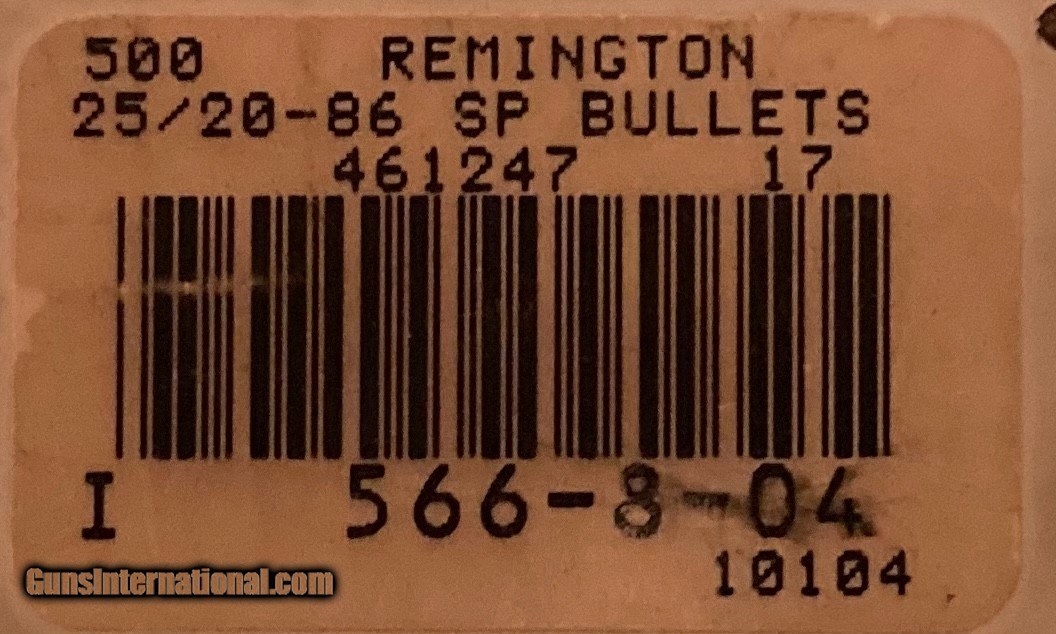 500 REMINGTON
25/20-86 SP BULLETS
461247 17
I 566-8-04
10104
GunsInternational.com